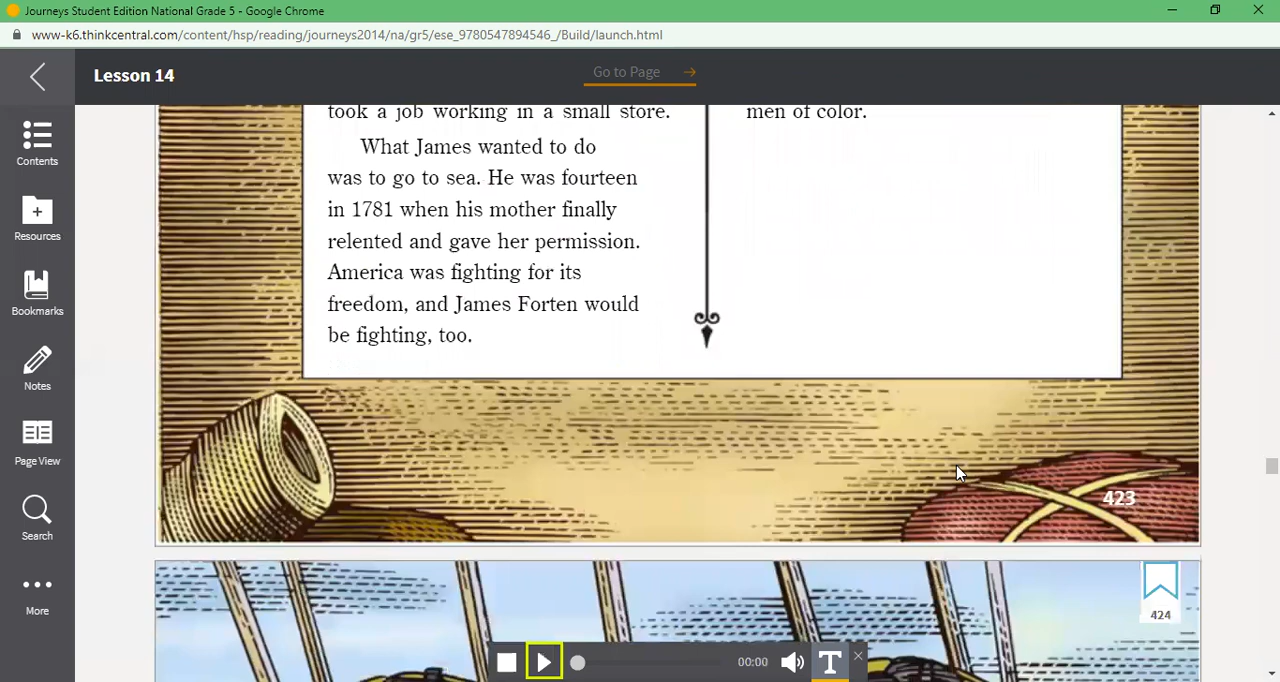 Journeys Student Edition National Grade 5 - Google Chrome
www-k6.thinkcentral.com/content/hsp/reading/journeys2014/na/gr5/ese_9780547894546_/Build/launch.html
Lesson 14
Go to Page
Contents
Resources
Bookmarks
Notes
Page View
Search
More
took a job working in a small store.
What James wanted to do
was to go to sea. He was fourteen
in 1781 when his mother finally
relented and gave her permission.
America was fighting for its
freedom, and James Forten would
be fighting, too.
men of color.
423
424
00:00
T